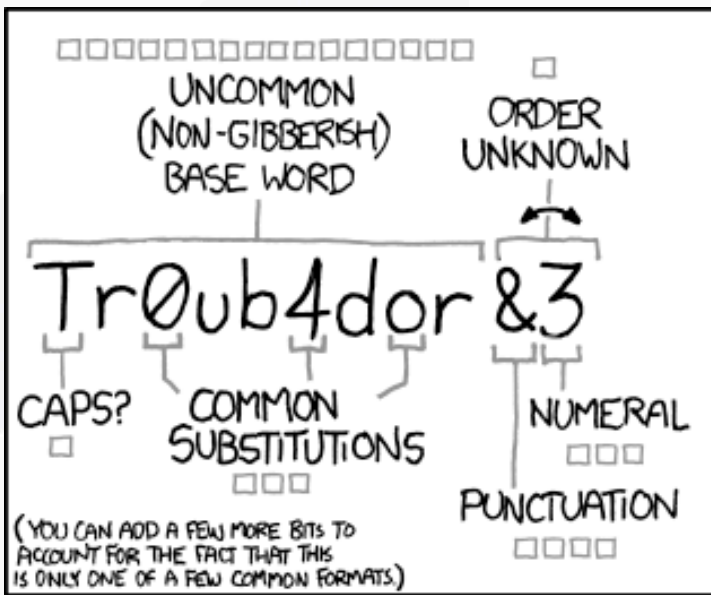 UNCOMMON
(NON-GIBBERISH)
BASE WORD
ORDER
UNKNOWN
Tr0ub4dor &3
CAPS?
COMMON
SUBSTITUTIONS
NUMERAL
PUNCTUATION
(YOU CAN ADD A FEW MORE BITS TO
ACCOUNT FOR THE FACT THAT THIS
IS ONLY ONE OF A FEW COMMON FORMATS.)